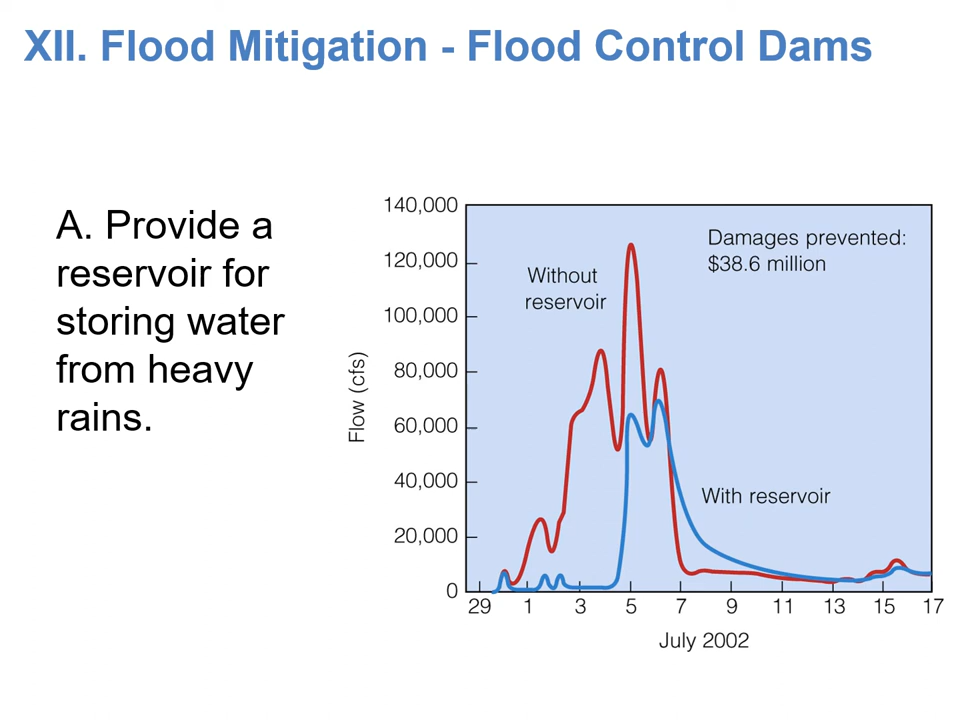 XII. Flood Mitigation - Flood Control Dams
A. Provide a
reservoir for
storing water
from heavy
rains.
140,000
120,000
100,000
80,000
60,000
40,000
20,000
0
Flow (cfs)
Without
reservoir
Damages prevented:
$38.6 million
With reservoir
29 1 3 5 7 9 11 13 15 17
July 2002